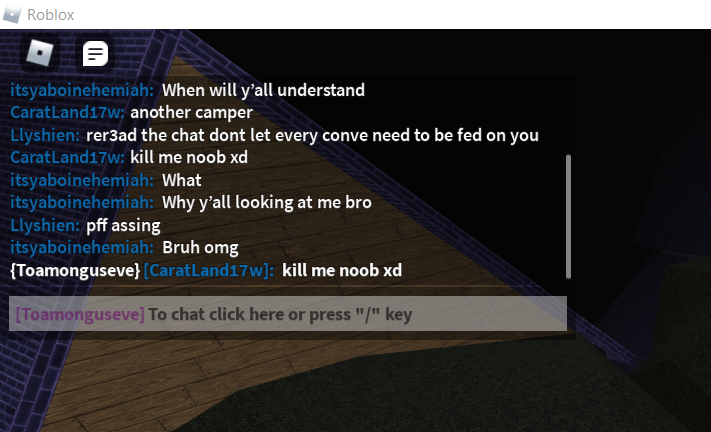 Roblox
itsyaboinehemiah: When will y’all understand
CaratLand17w: another camper
Llyshien: rer3ad the chat dont let every conve need to be fed on you
CaratLand17w: kill me noob xd
itsyaboinehemiah: What
itsyaboinehemiah: Why y’all looking at me bro
Llyshien: pff assing
itsyaboinehemiah: Bruh omg
{Toamonguseve} [CaratLand17w]: kill me noob xd
[Toamonguseve] To chat click here or press "/" key